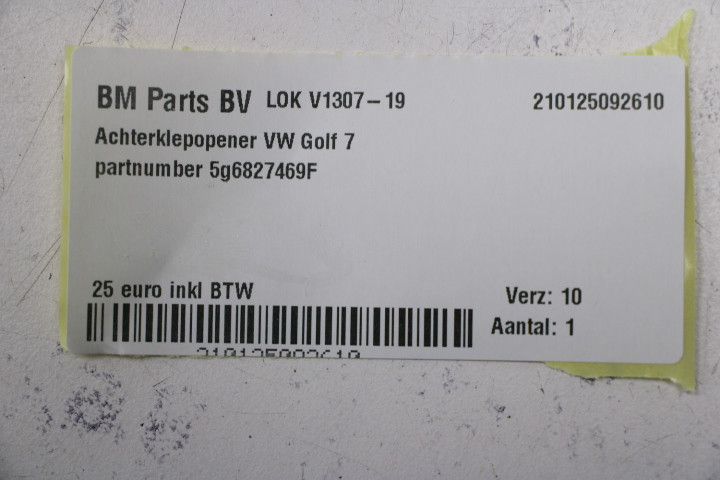 BM Parts BV LOK V1307-19 210125092610
Achterklepopener VW Golf 7
partnumber 5g6827469F
25 euro inkl BTW Verz: 10
Aantal: 1
210125092610